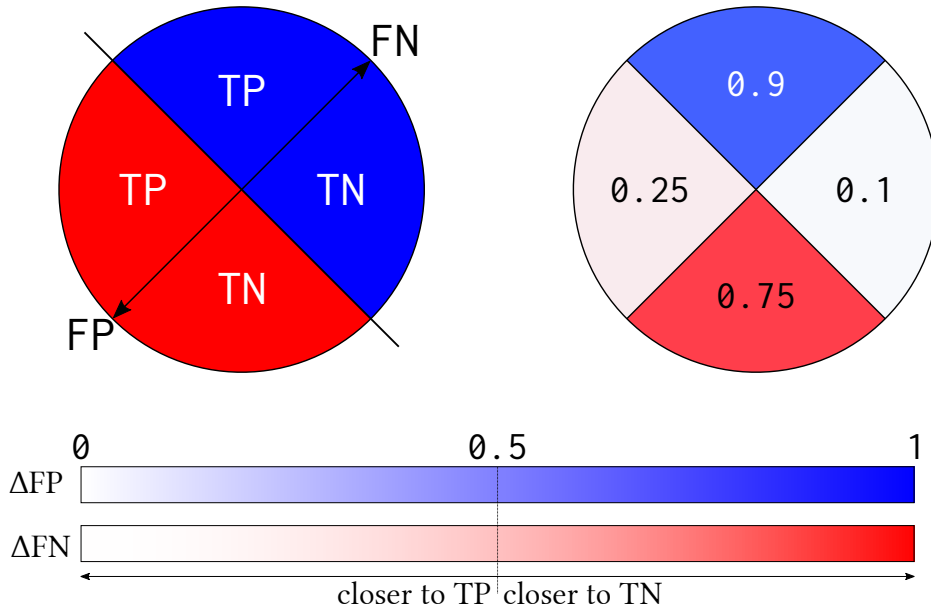 FN
TP
TP
TN
TN
FP
0.9
0.25
0.1
0.75
0
0.5
1
ΔFP
ΔFN
closer to TP
closer to TN